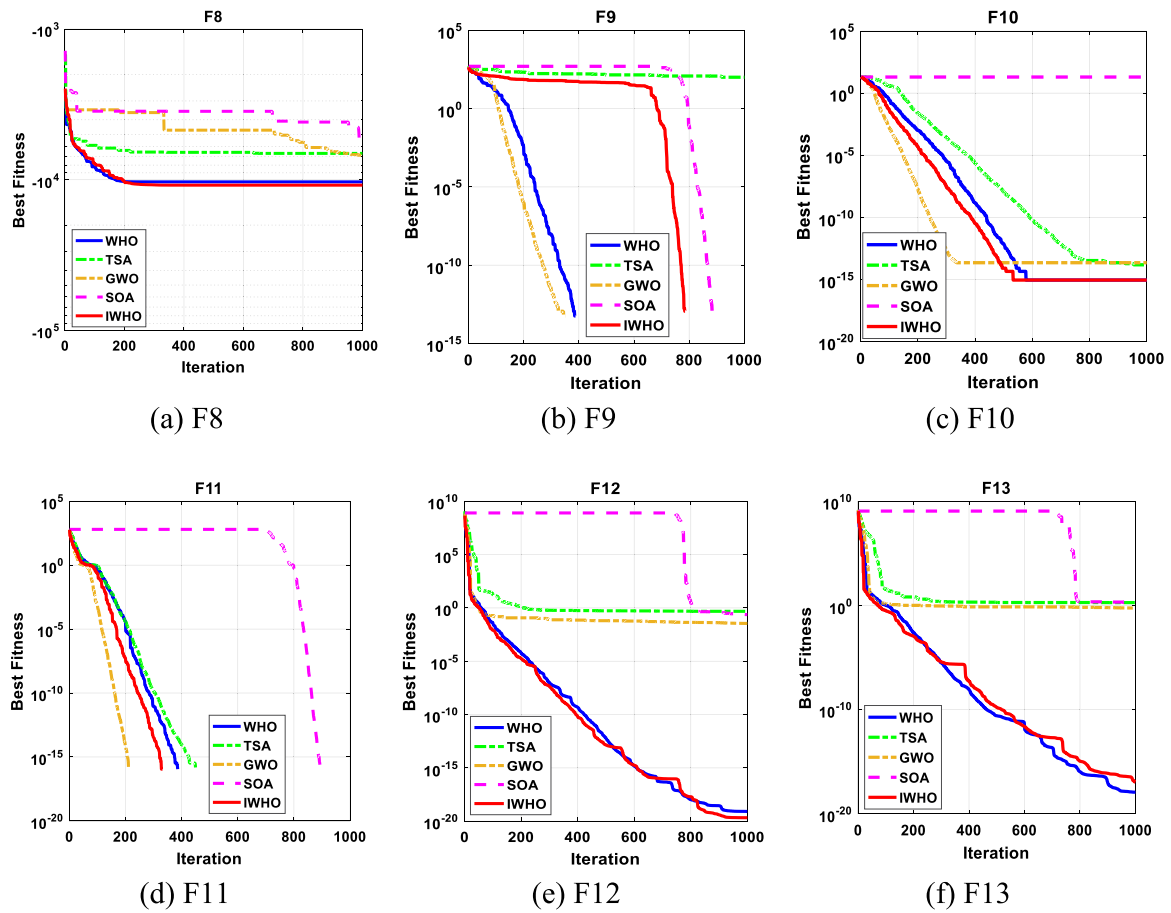 F8
-10^3
-10^4
-10^5
Best Fitness
WHO
TSA
GWO
SOA
IWHO
0 200 400 600 800 1000
Iteration
(a) F8
F9
10^5
10^0
10^-5
10^-10
10^-15
Best Fitness
WHO
TSA
GWO
SOA
IWHO
0 200 400 600 800 1000
Iteration
(b) F9
F10
10^5
10^0
10^-5
10^-10
10^-15
10^-20
Best Fitness
WHO
TSA
GWO
SOA
IWHO
0 200 400 600 800 1000
Iteration
(c) F10
F11
10^5
10^0
10^-5
10^-10
10^-15
10^-20
Best Fitness
WHO
TSA
GWO
SOA
IWHO
0 200 400 600 800 1000
Iteration
(d) F11
F12
10^10
10^5
10^0
10^-5
10^-10
10^-15
10^-20
Best Fitness
WHO
TSA
GWO
SOA
IWHO
0 200 400 600 800 1000
Iteration
(e) F12
F13
10^10
10^0
10^-10
10^-20
Best Fitness
WHO
TSA
GWO
SOA
IWHO
0 200 400 600 800 1000
Iteration
(f) F13